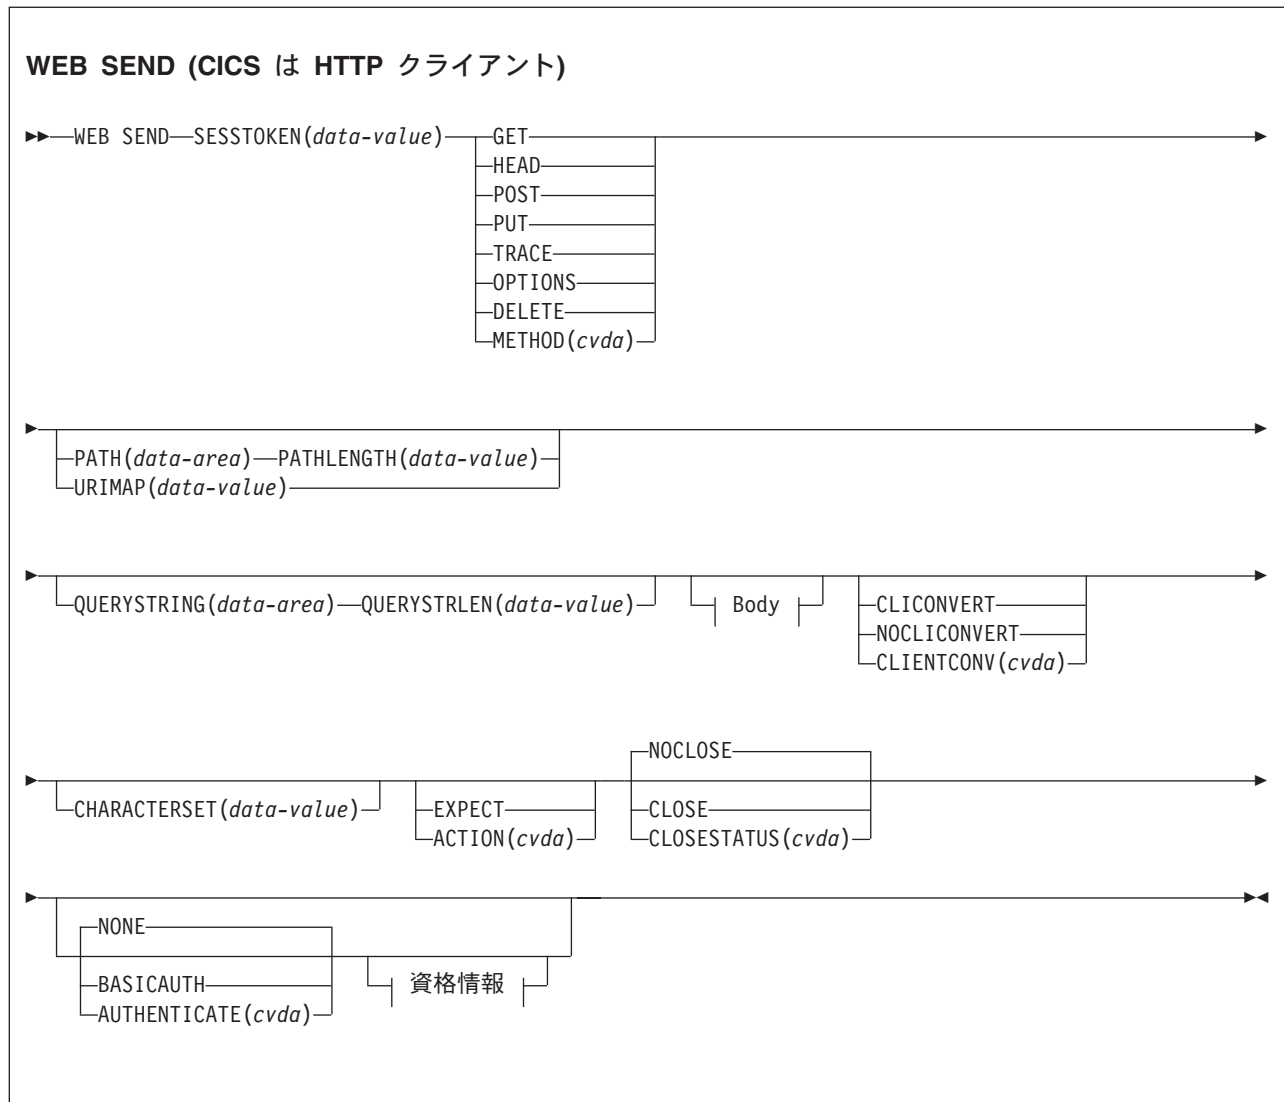 WEB SEND (CICS は HTTP クライアント)
WEB SEND SESSTOKEN(data-value) GET
HEAD
POST
PUT
TRACE
OPTIONS
DELETE
METHOD(cvda)
PATH(data-area) PATHLENGTH(data-value)
URIMAP(data-value)
QUERYSTRING(data-area) QUERYSTRLEN(data-value) Body CLICONVERT
NOCLICONVERT
CLIENTCONV(cvda)
NOCLOSE
CHARACTERSET(data-value) EXPECT CLOSE
ACTION(cvda) CLOSESTATUS(cvda)
NONE
BASICAUTH 資格情報
AUTHENTICATE(cvda)